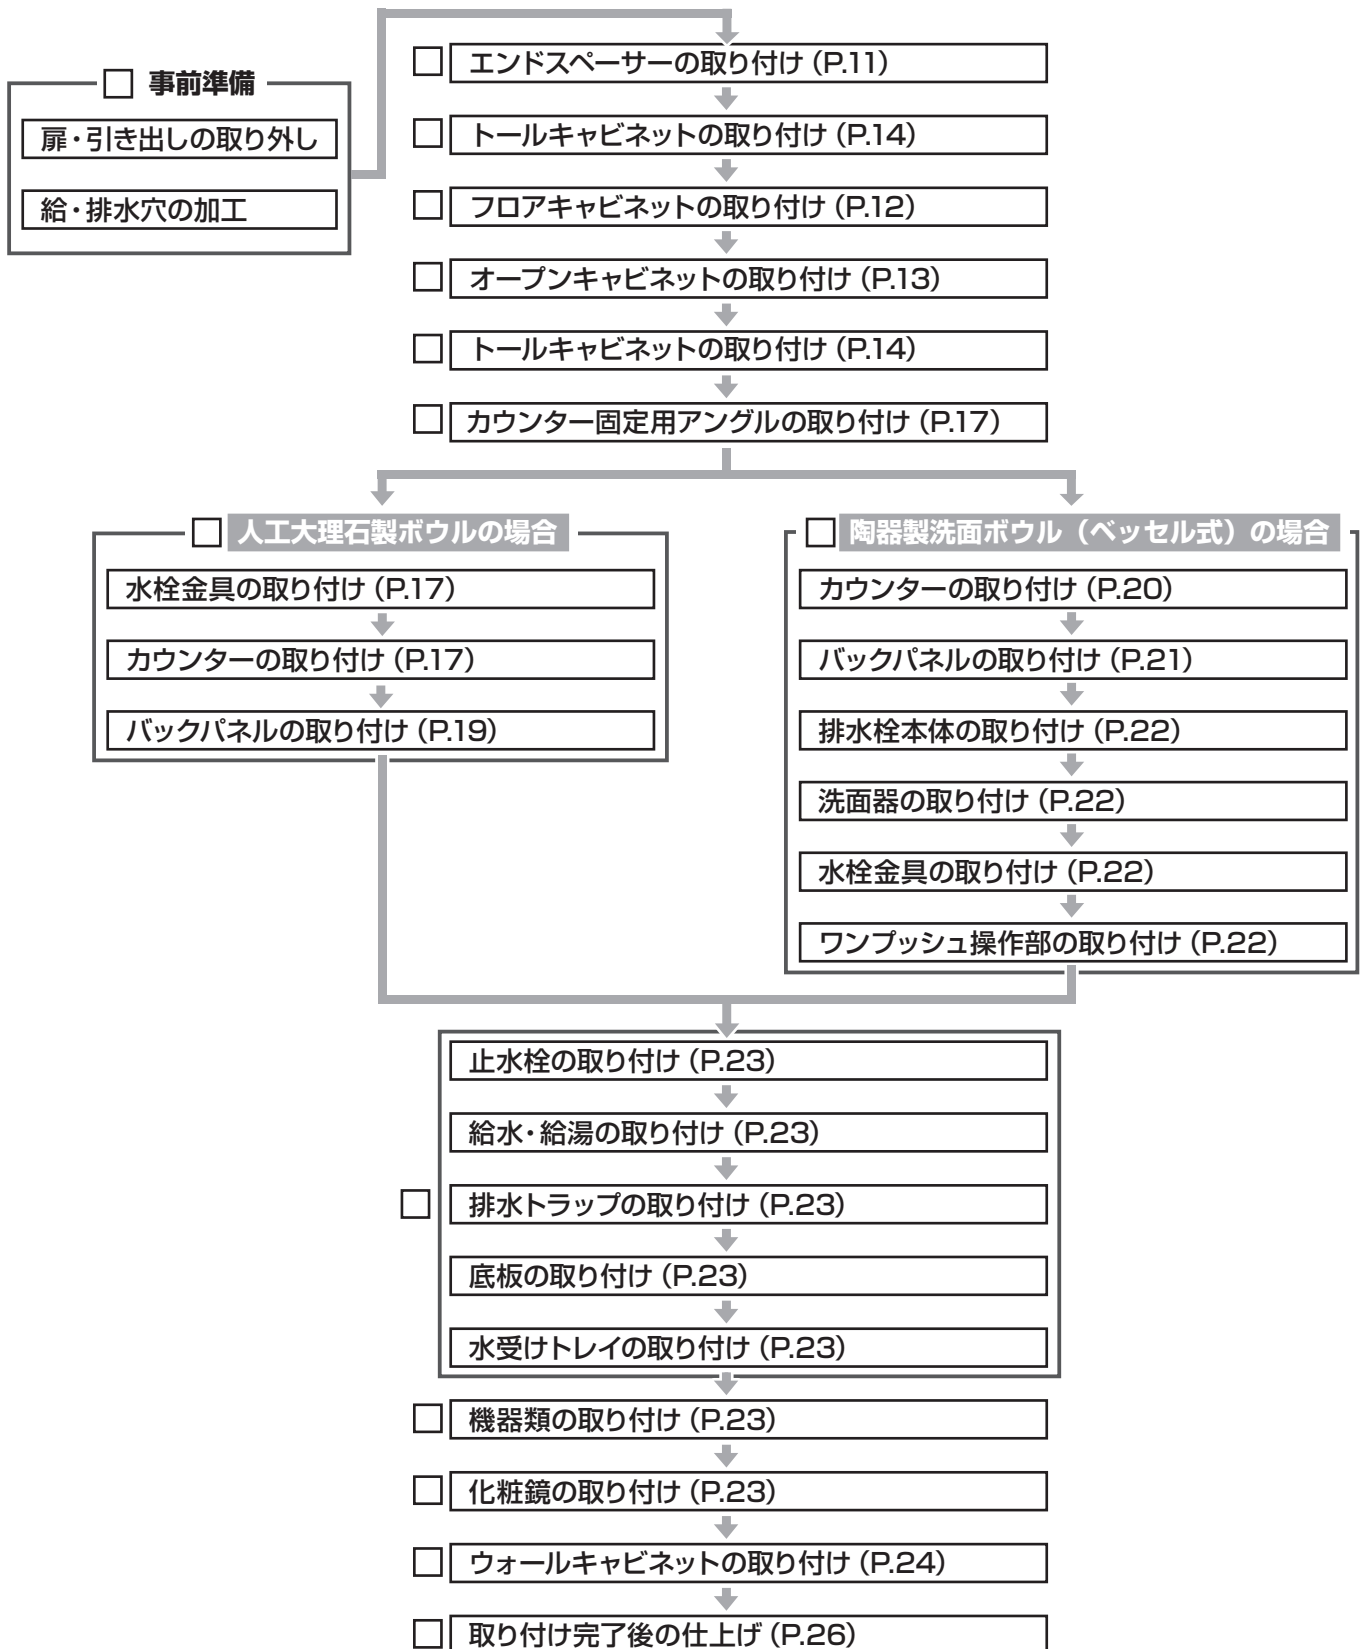 事前準備
扉・引き出しの取り外し
給・排水穴の加工
エンドスペーサーの取り付け（P.11）
トールキャビネットの取り付け（P.14）
フロアキャビネットの取り付け（P.12）
オープンキャビネットの取り付け（P.13）
トールキャビネットの取り付け（P.14）
カウンター固定用アングルの取り付け（P.17）
人工大理石製ボウルの場合
水栓金具の取り付け（P.17）
カウンターの取り付け（P.17）
バックパネルの取り付け（P.19）
陶器製洗面ボウル（ベッセル式）の場合
カウンターの取り付け（P.20）
バックパネルの取り付け（P.21）
排水栓本体の取り付け（P.22）
洗面器の取り付け（P.22）
水栓金具の取り付け（P.22）
ワンプッシュ操作部の取り付け（P.22）
止水栓の取り付け（P.23）
給水・給湯の取り付け（P.23）
排水トラップの取り付け（P.23）
底板の取り付け（P.23）
水受けトレイの取り付け（P.23）
機器類の取り付け（P.23）
化粧鏡の取り付け（P.23）
ウォールキャビネットの取り付け（P.24）
取り付け完了後の仕上げ（P.26）